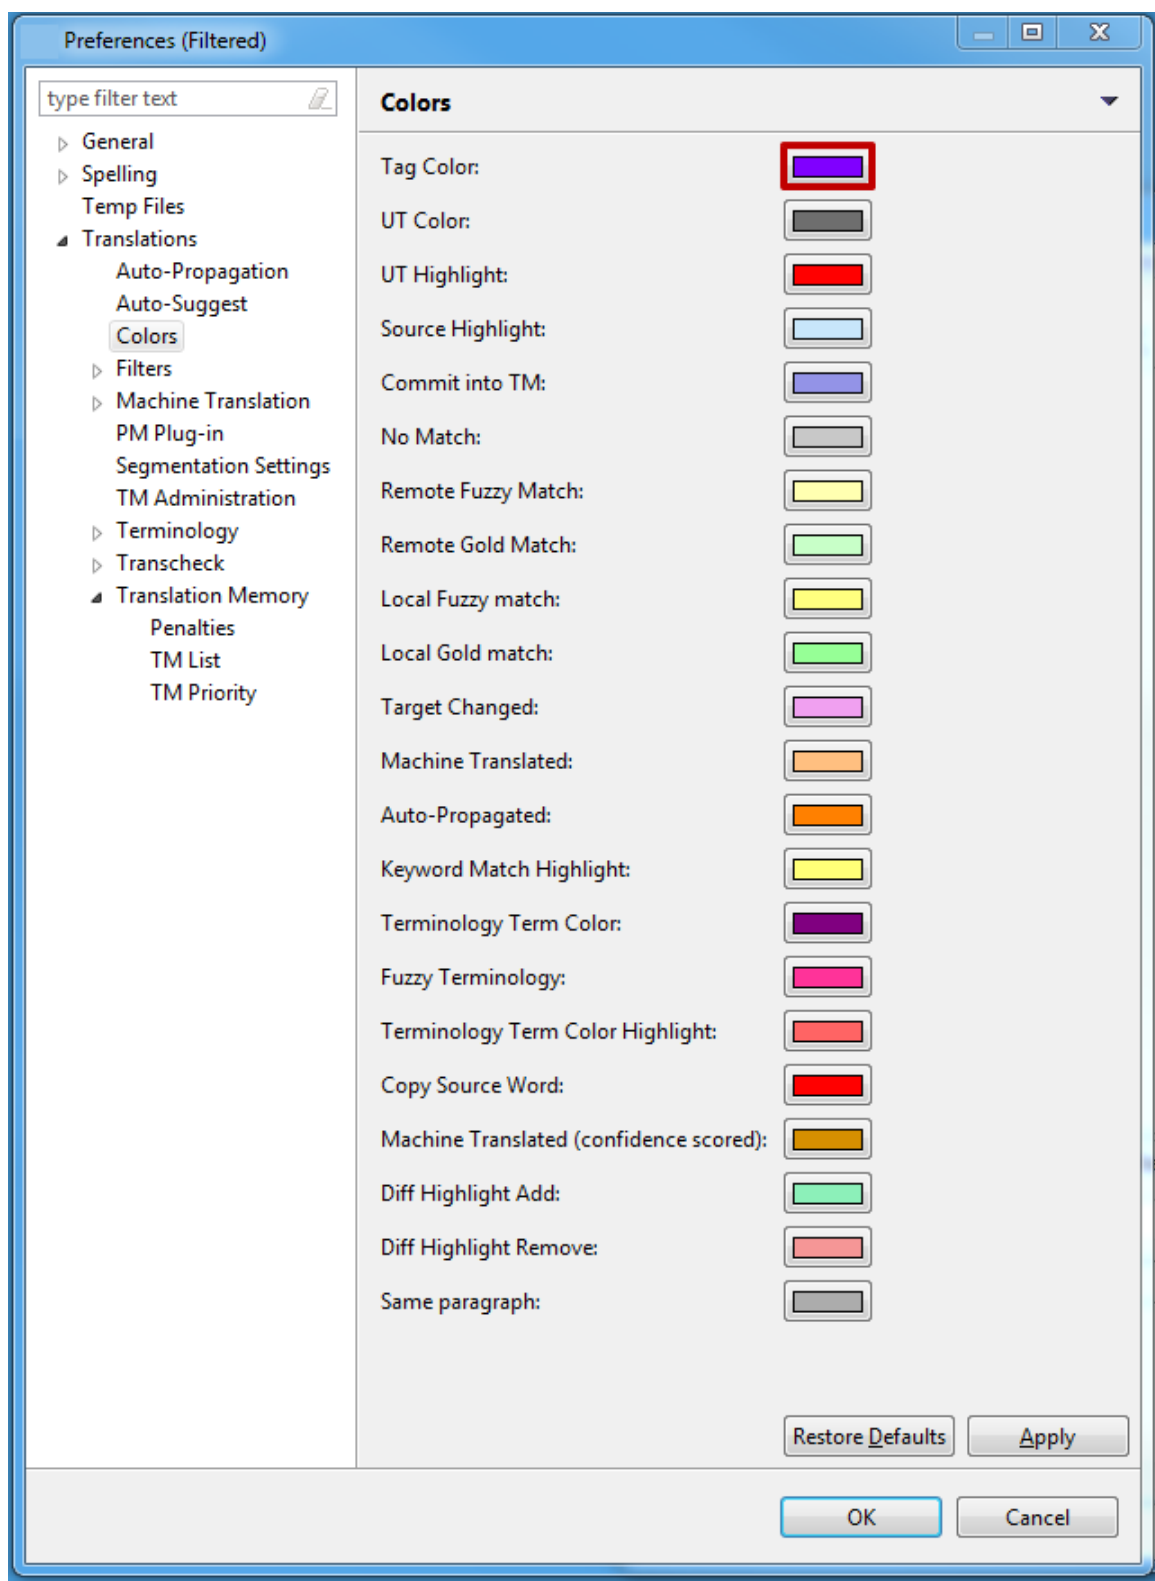 Preferences (Filtered)
type filter text
General
Spelling
Temp Files
Translations
Auto-Propagation
Auto-Suggest
Colors
Filters
Machine Translation
PM Plug-in
Segmentation Settings
TM Administration
Terminology
Transcheck
Translation Memory
Penalties
TM List
TM Priority
Colors
Tag Color:
UT Color:
UT Highlight:
Source Highlight:
Commit into TM:
No Match:
Remote Fuzzy Match:
Remote Gold Match:
Local Fuzzy match:
Local Gold match:
Target Changed:
Machine Translated:
Auto-Propagated:
Keyword Match Highlight:
Terminology Term Color:
Fuzzy Terminology:
Terminology Term Color Highlight:
Copy Source Word:
Machine Translated (confidence scored):
Diff Highlight Add:
Diff Highlight Remove:
Same paragraph:
Restore Defaults Apply
OK Cancel